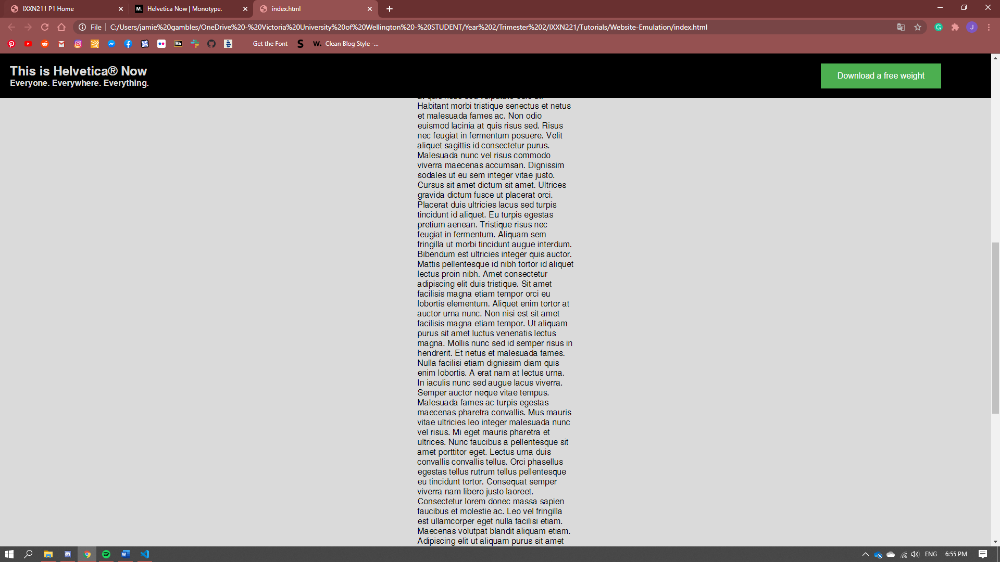 IXXN211 P1 Home
Helvetica Now | Monotype.
index.html
File
C:/Users/jamie%20gambles/OneDrive%20-%20Victoria%20University%20of%20Wellington%20-%20STUDENT/Year%202/Trimester%202/IXXN221/Tutorials/Website-Emulation/index.html
J
Bb
Get the Font
Clean Blog Style -...
This is Helvetica® Now
Everyone. Everywhere. Everything.
Download a free weight
Habitant morbi tristique senectus et netus
et malesuada fames ac. Non odio
euismod lacinia at quis risus sed. Risus
nec feugiat in fermentum posuere. Velit
aliquet sagittis id consectetur purus.
Malesuada nunc vel risus commodo
viverra maecenas accumsan. Dignissim
sodales ut eu sem integer vitae justo.
Cursus sit amet dictum sit amet. Ultrices
gravida dictum fusce ut placerat orci.
Placerat duis ultricies lacus sed turpis
tincidunt id aliquet. Eu turpis egestas
pretium aenean. Tristique risus nec
feugiat in fermentum. Aliquam sem
fringilla ut morbi tincidunt augue interdum.
Bibendum est ultricies integer quis auctor.
Mattis pellentesque id nibh tortor id aliquet
lectus proin nibh. Amet consectetur
adipiscing elit duis tristique. Sit amet
facilisis magna etiam tempor orci eu
lobortis elementum. Aliquet enim tortor at
auctor urna nunc. Non nisi est sit amet
facilisis magna etiam tempor. Ut aliquam
purus sit amet luctus venenatis lectus
magna. Mollis nunc sed id semper risus in
hendrerit. Et netus et malesuada fames.
Nulla facilisi etiam dignissim diam quis
enim lobortis. A erat nam at lectus urna.
In iaculis nunc sed augue lacus viverra.
Semper auctor neque vitae tempus.
Malesuada fames ac turpis egestas
maecenas pharetra convallis. Mus mauris
vitae ultricies leo integer malesuada nunc
vel risus. Mi eget mauris pharetra et
ultrices. Nunc faucibus a pellentesque sit
amet porttitor eget. Lectus urna duis
convallis convallis tellus. Orci phasellus
egestas tellus rutrum tellus pellentesque
eu tincidunt tortor. Consequat semper
viverra nam libero justo laoreet.
Consectetur lorem donec massa sapien
faucibus et molestie ac. Leo vel fringilla
est ullamcorper eget nulla facilisi etiam.
Maecenas volutpat blandit aliquam etiam.
Adipiscing elit ut aliquam purus sit amet
ENG
6:55 PM